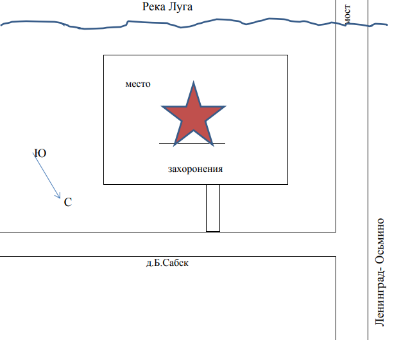 Река Луга
мост
место
захоронения
Ю
С
д.Б.Сабск
Ленинград- Осьмино